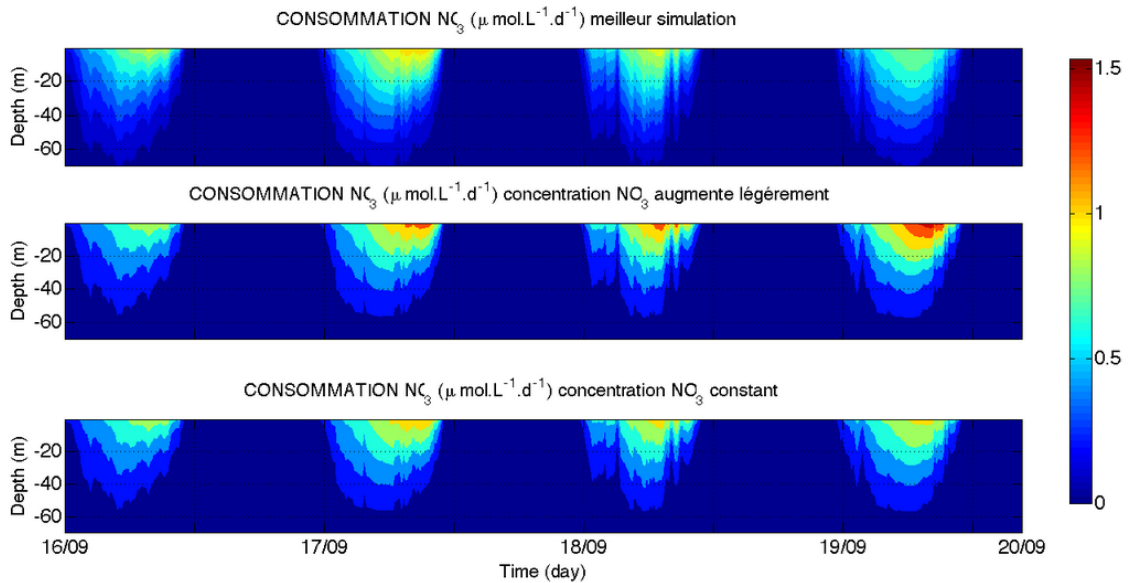 CONSOMMATION NO₃ (μ mol.L⁻¹.d⁻¹) meilleur simulation
Depth (m)
-20
-40
-60
CONSOMMATION NO₃ (μ mol.L⁻¹.d⁻¹) concentration NO₃ augmente légérement
Depth (m)
-20
-40
-60
CONSOMMATION NO₃ (μ mol.L⁻¹.d⁻¹) concentration NO₃ constant
Depth (m)
-20
-40
-60
16/09 17/09 18/09 19/09 20/09
Time (day)
1.5
1
0.5
0